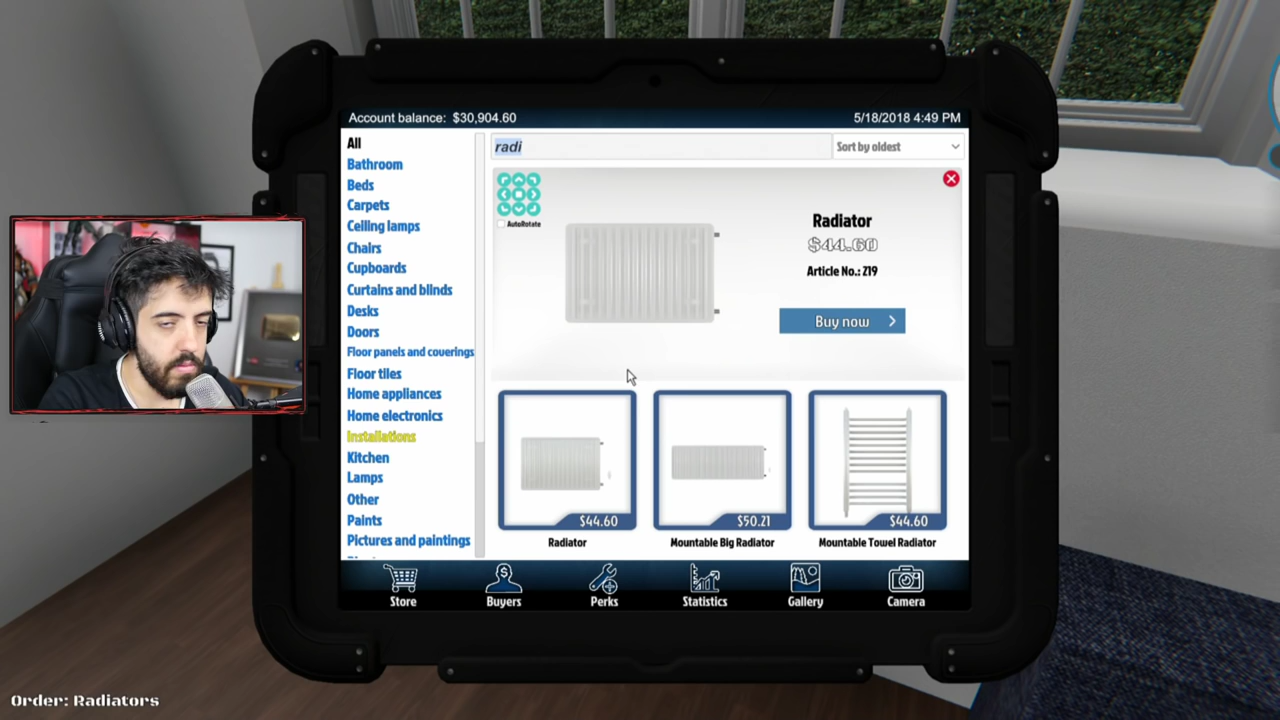 Account balance: $30,904.60
5/18/2018 4:49 PM
All
Bathroom
Beds
Carpets
Ceiling lamps
Chairs
Cupboards
Curtains and blinds
Desks
Doors
Floor panels and coverings
Floor tiles
Home appliances
Home electronics
Installations
Kitchen
Lamps
Other
Paints
Pictures and paintings
radi
Sort by oldest
AutoRotate
Radiator
$44.60
Article No.: Z19
Buy now
$44.60
$50.21
$44.60
Radiator
Mountable Big Radiator
Mountable Towel Radiator
Store
Buyers
Perks
Statistics
Gallery
Camera
Order: Radiators